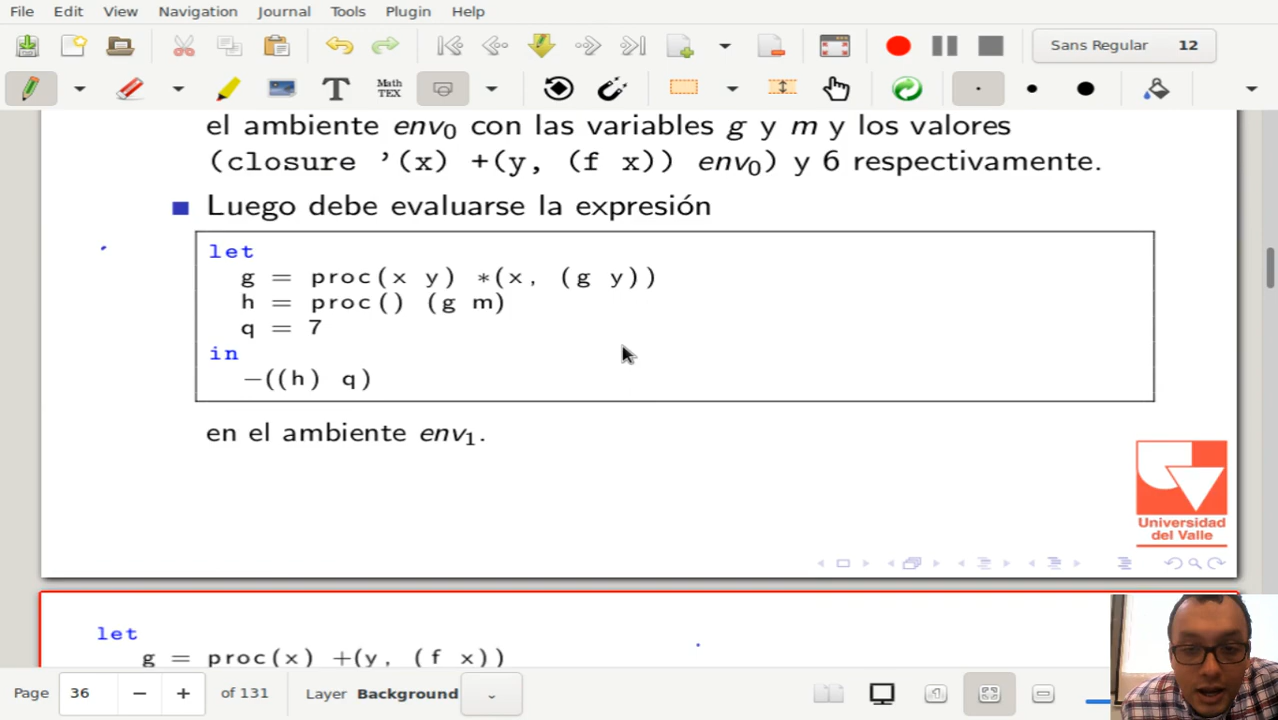 File Edit View Navigation Journal Tools Plugin Help
Sans Regular 12
T Math TEX
el ambiente env₀ con las variables g y m y los valores
(closure '(x) +(y, (f x)) env₀) y 6 respectivamente.
Luego debe evaluarse la expresión
let
g = proc(x y) *(x, (g y))
h = proc() (g m)
q = 7
in
−((h) q)
en el ambiente env₁.
Universidad
del Valle
let
g = proc(x) +(y, (f x))
Page 36 of 131 Layer Background